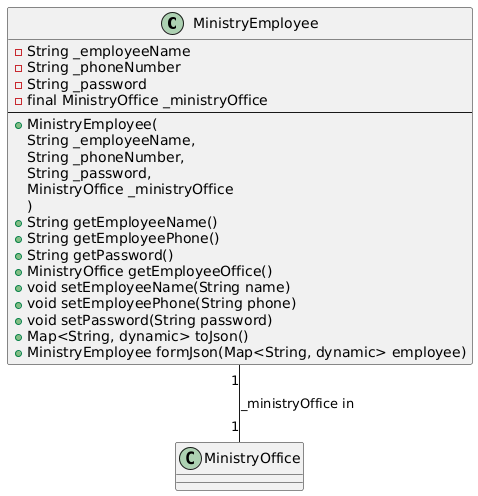 C MinistryEmployee
String _employeeName
String _phoneNumber
String _password
final MinistryOffice _ministryOffice
MinistryEmployee(
String _employeeName,
String _phoneNumber,
String _password,
MinistryOffice _ministryOffice
)
String getEmployeeName()
String getEmployeePhone()
String getPassword()
MinistryOffice getEmployeeOffice()
void setEmployeeName(String name)
void setEmployeePhone(String phone)
void setPassword(String password)
Map<String, dynamic> toJson()
MinistryEmployee formJson(Map<String, dynamic> employee)
1
_ministryOffice in
1
C MinistryOffice